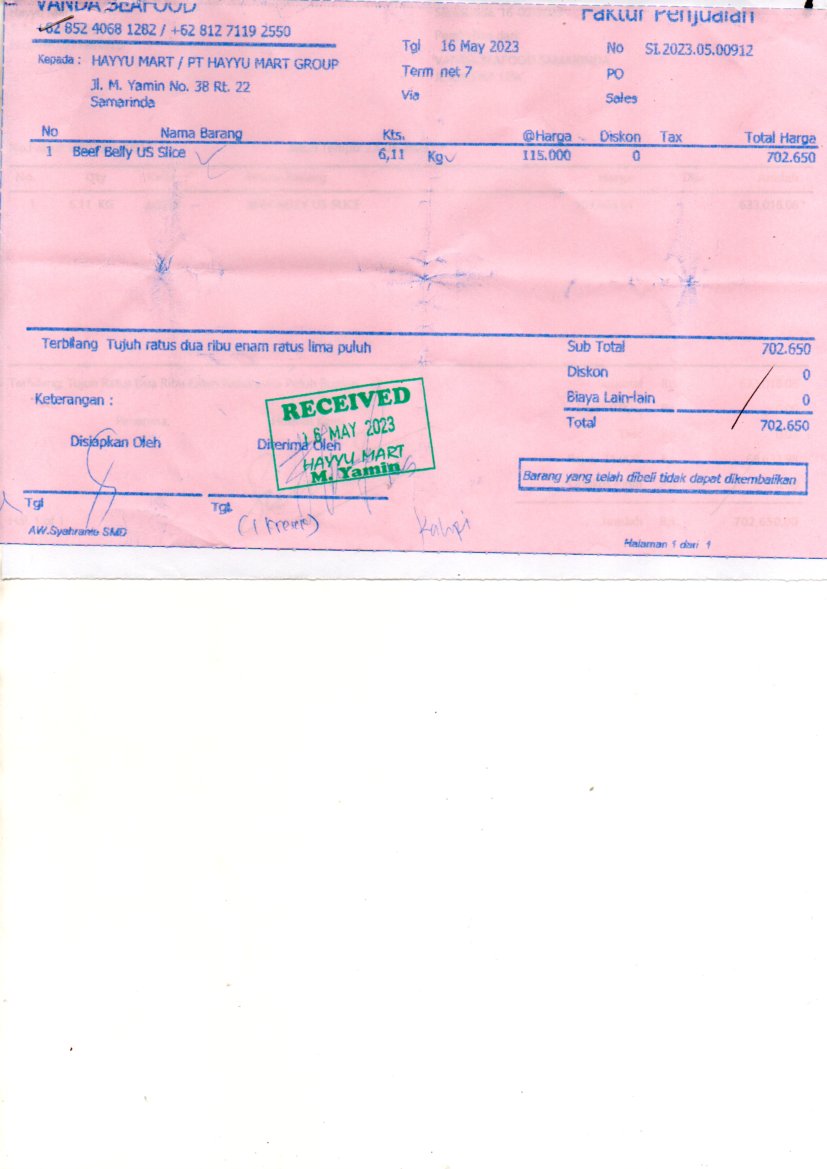 VANDA SEAFOOD
+62 852 4068 1282 / +62 812 7119 2550
Kepada : HAYYU MART / PT HAYYU MART GROUP
Jl. M. Yamin No. 38 Rt. 22
Samarinda
Faktur Penjualan
Tgl 16 May 2023 No SI.2023.05.00912
Term net 7 PO
Via Sales
No Nama Barang Kts. @Harga Diskon Tax Total Harga
1 Beef Belly US Slice 6,11 Kg 115.000 0 702.650
Terbilang Tujuh ratus dua ribu enam ratus lima puluh
Sub Total 702.650
Diskon 0
Biaya Lain-lain 0
Total 702.650
Keterangan :
Disiapkan Oleh Diterima Oleh
RECEIVED
16 MAY 2023
HAYYU MART
M. Yamin
Barang yang telah dibeli tidak dapat dikembalikan
Tgl Tgl.
AW.Syahranie SMD
Halaman 1 dari 1